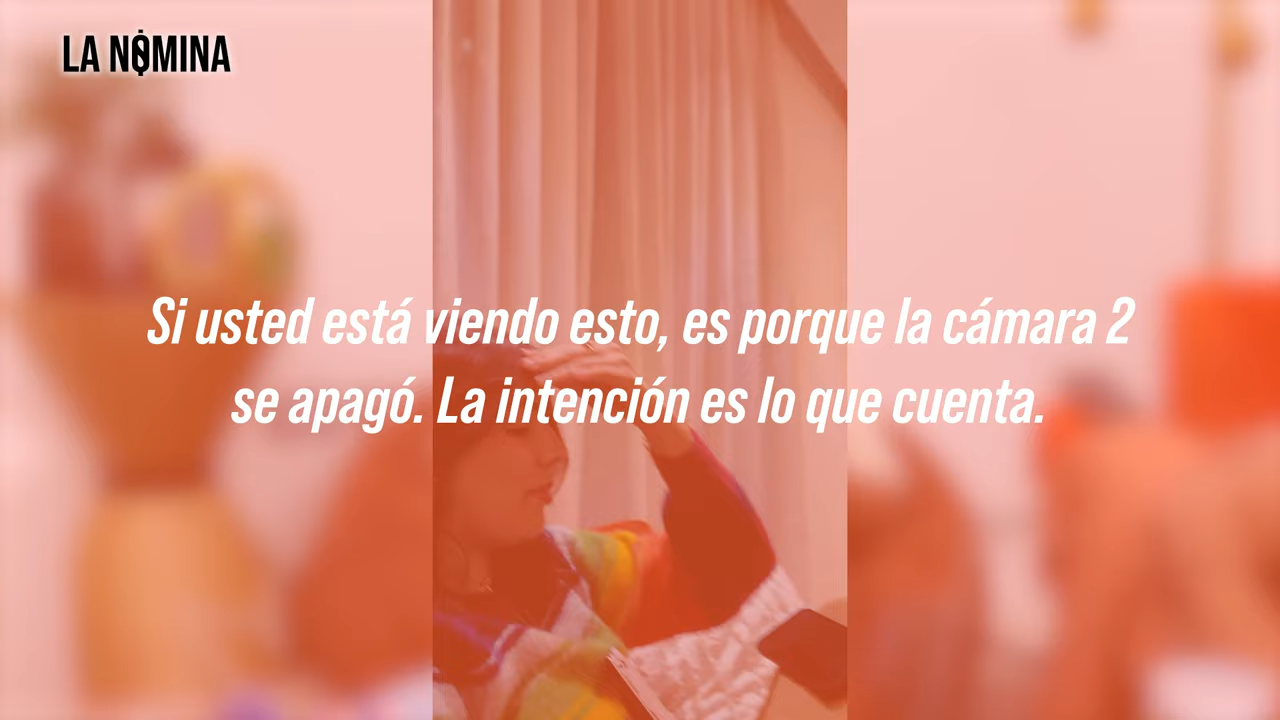 LA NÓMINA
Si usted está viendo esto, es porque la cámara 2
se apagó. La intención es lo que cuenta.